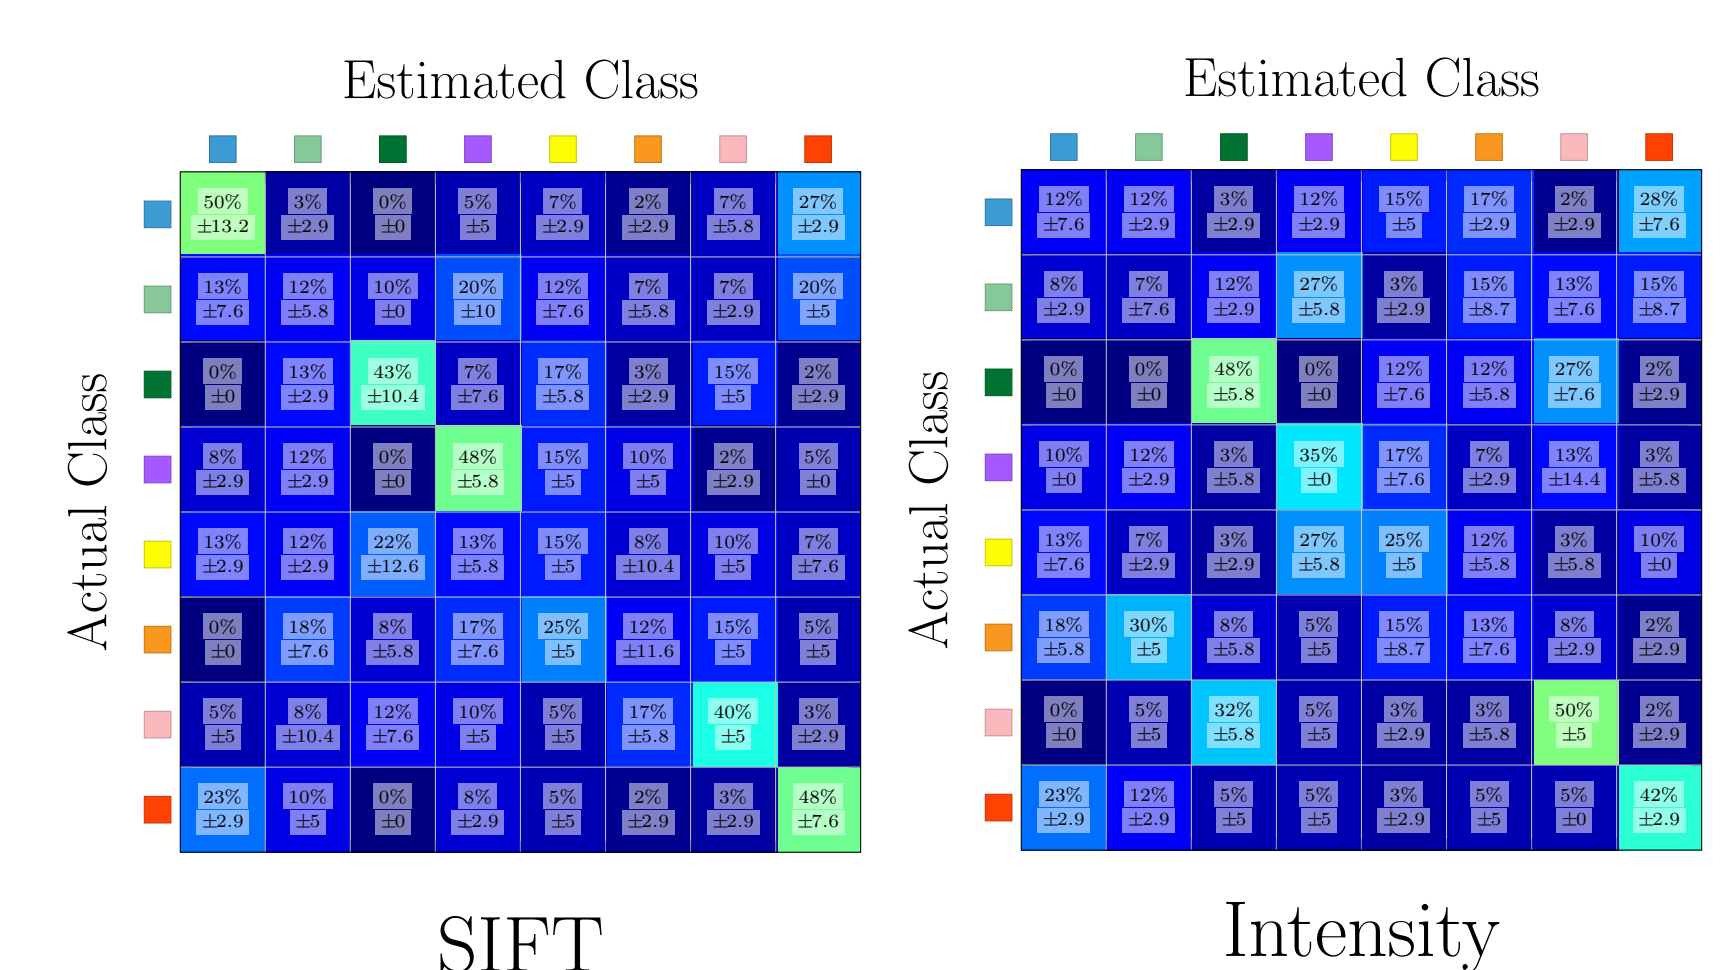 Estimated Class
Actual Class
50% 3% 0% 5% 7% 2% 7% 27%
±13.2 ±2.9 ±0 ±5 ±2.9 ±2.9 ±5.8 ±2.9
13% 12% 10% 20% 12% 7% 7% 20%
±7.6 ±5.8 ±0 ±10 ±7.6 ±5.8 ±2.9 ±5
0% 13% 43% 7% 17% 3% 15% 2%
±0 ±2.9 ±10.4 ±7.6 ±5.8 ±2.9 ±5 ±2.9
8% 12% 0% 48% 15% 10% 2% 5%
±2.9 ±2.9 ±0 ±5.8 ±5 ±5 ±2.9 ±0
13% 12% 22% 13% 15% 8% 10% 7%
±2.9 ±2.9 ±12.6 ±5.8 ±5 ±10.4 ±5 ±7.6
0% 18% 8% 17% 25% 12% 15% 5%
±0 ±7.6 ±5.8 ±7.6 ±5 ±11.6 ±5 ±5
5% 8% 12% 10% 5% 17% 40% 3%
±5 ±10.4 ±7.6 ±5 ±5 ±5.8 ±5 ±2.9
23% 10% 0% 8% 5% 2% 3% 48%
±2.9 ±5 ±0 ±2.9 ±5 ±2.9 ±2.9 ±7.6
SIFT
Estimated Class
Actual Class
12% 12% 3% 12% 15% 17% 2% 28%
±7.6 ±2.9 ±2.9 ±2.9 ±5 ±2.9 ±2.9 ±7.6
8% 7% 12% 27% 3% 15% 13% 15%
±2.9 ±7.6 ±2.9 ±5.8 ±2.9 ±8.7 ±7.6 ±8.7
0% 0% 48% 0% 12% 12% 27% 2%
±0 ±0 ±5.8 ±0 ±7.6 ±5.8 ±7.6 ±2.9
10% 12% 3% 35% 17% 7% 13% 3%
±0 ±2.9 ±5.8 ±0 ±7.6 ±2.9 ±14.4 ±5.8
13% 7% 3% 27% 25% 12% 3% 10%
±7.6 ±2.9 ±2.9 ±5.8 ±5 ±5.8 ±5.8 ±0
18% 30% 8% 5% 15% 13% 8% 2%
±5.8 ±5 ±5.8 ±5 ±8.7 ±7.6 ±2.9 ±2.9
0% 5% 32% 5% 3% 3% 50% 2%
±0 ±5 ±5.8 ±5 ±2.9 ±5.8 ±5 ±2.9
23% 12% 5% 5% 3% 5% 5% 42%
±2.9 ±2.9 ±5 ±5 ±2.9 ±5 ±0 ±2.9
Intensity